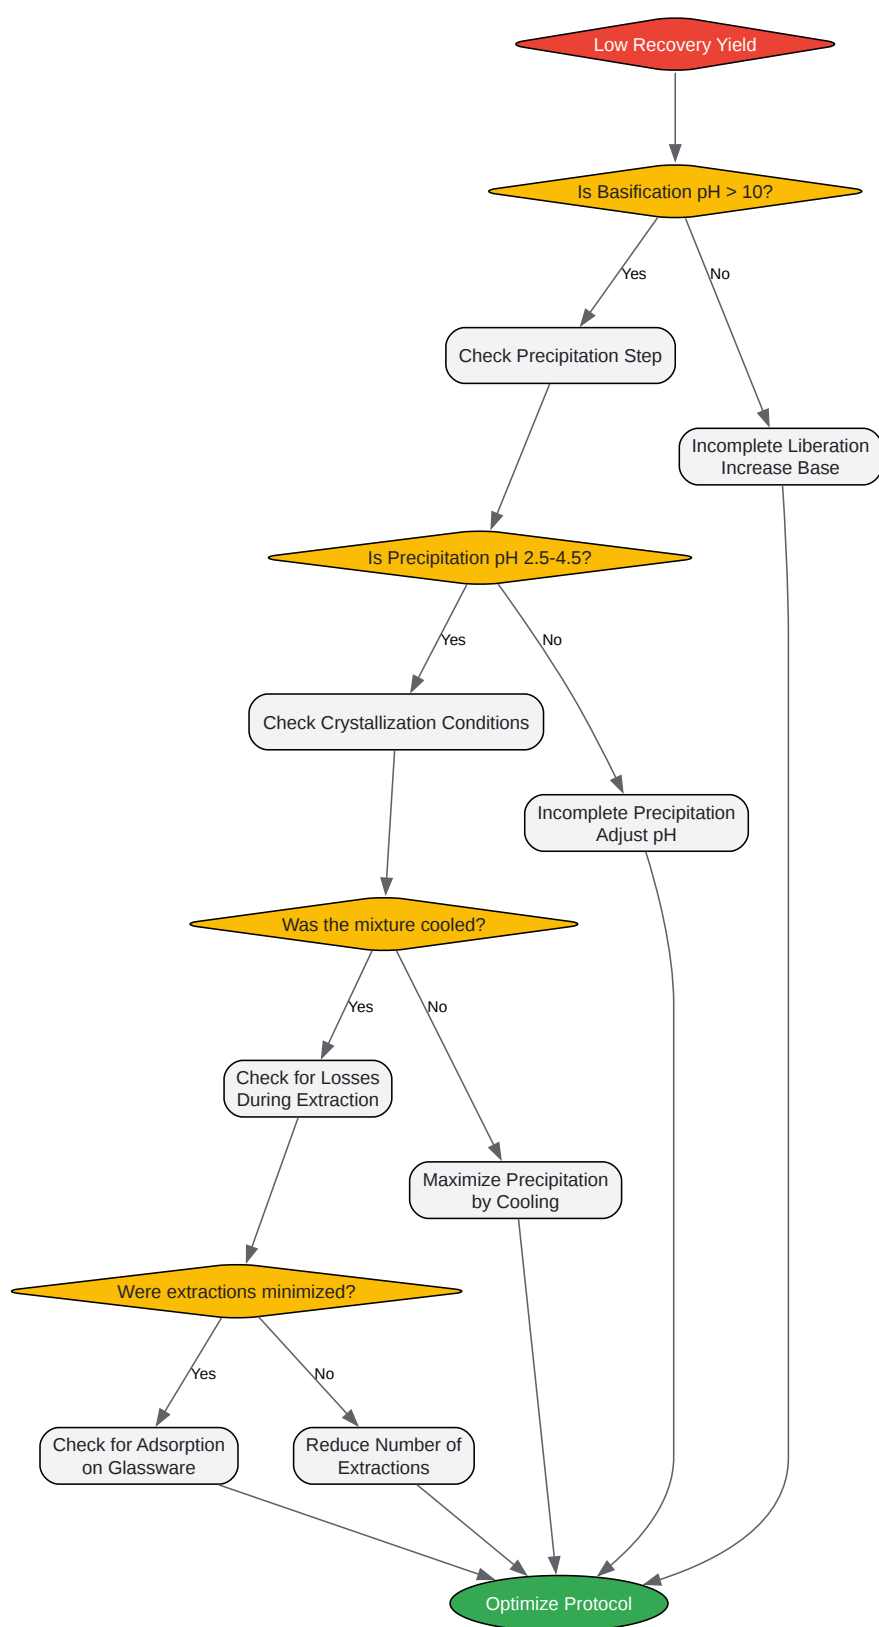 Low Recovery Yield
Is Basification pH > 10?
Yes
No
Check Precipitation Step
Incomplete Liberation
Increase Base
Is Precipitation pH 2.5-4.5?
Yes
No
Check Crystallization Conditions
Incomplete Precipitation
Adjust pH
Was the mixture cooled?
Yes
No
Check for Losses
During Extraction
Maximize Precipitation
by Cooling
Were extractions minimized?
Yes
No
Check for Adsorption
on Glassware
Reduce Number of
Extractions
Optimize Protocol